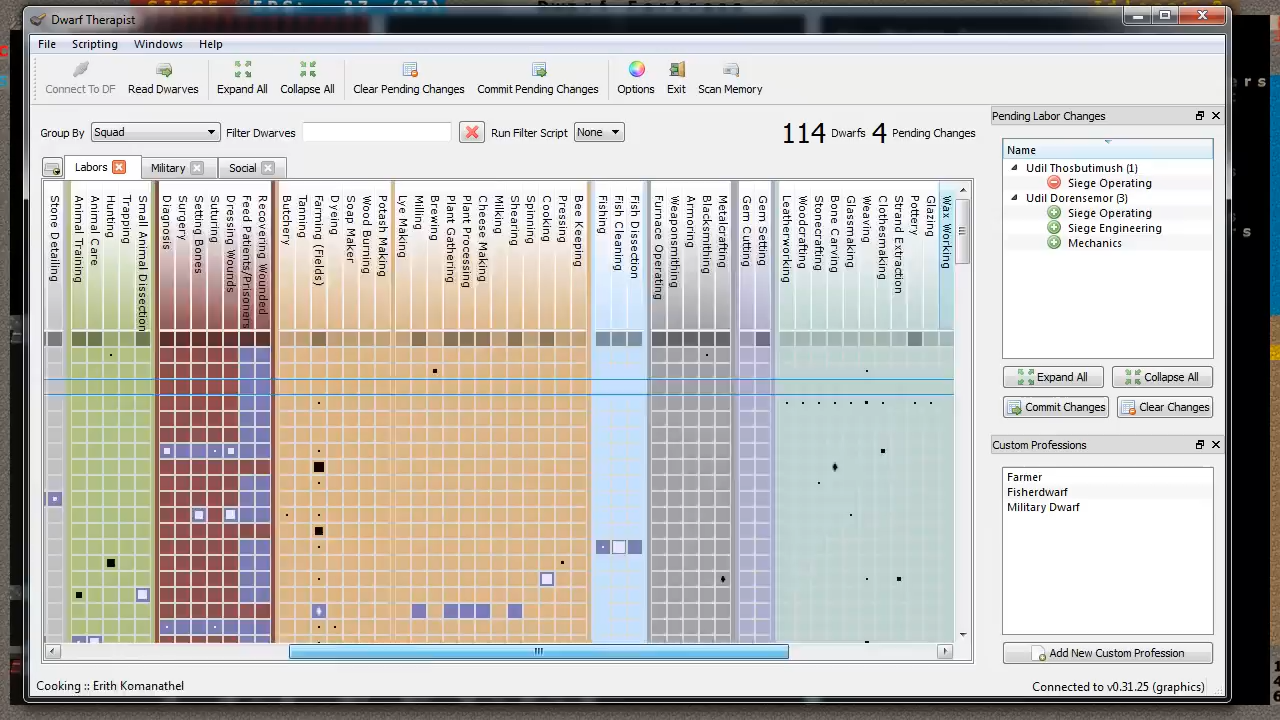 Dwarf Therapist
File Scripting Windows Help
Connect To DF Read Dwarves Expand All Collapse All Clear Pending Changes Commit Pending Changes Options Exit Scan Memory
Group By Squad Filter Dwarves Run Filter Script None 114 Dwarfs 4 Pending Changes
Labors Military Social
Stone Detailing
Animal Training
Animal Care
Hunting
Trapping
Small Animal Dissection
Diagnosis
Surgery
Setting Bones
Suturing
Dressing Wounds
Feed Patients/Prisoners
Recovering Wounded
Butchery
Tanning
Farming (Fields)
Dyeing
Soap Maker
Wood Burning
Potash Making
Lye Making
Milling
Brewing
Plant Gathering
Plant Processing
Cheese Making
Milking
Shearing
Spinning
Cooking
Pressing
Bee Keeping
Fishing
Fish Cleaning
Fish Dissection
Furnace Operating
Weaponsmithing
Armoring
Blacksmithing
Metalcrafting
Gem Cutting
Gem Setting
Leatherworking
Woodcrafting
Stonecrafting
Bone Carving
Glassmaking
Weaving
Clothesmaking
Strand Extraction
Pottery
Glazing
Wax Working
Pending Labor Changes
Name
Udil Thosbutimush (1)
Siege Operating
Udil Dorensemor (3)
Siege Operating
Siege Engineering
Mechanics
Expand All Collapse All
Commit Changes Clear Changes
Custom Professions
Farmer
Fisherdwarf
Military Dwarf
Add New Custom Profession
Cooking :: Erith Komanathel Connected to v0.31.25 (graphics)